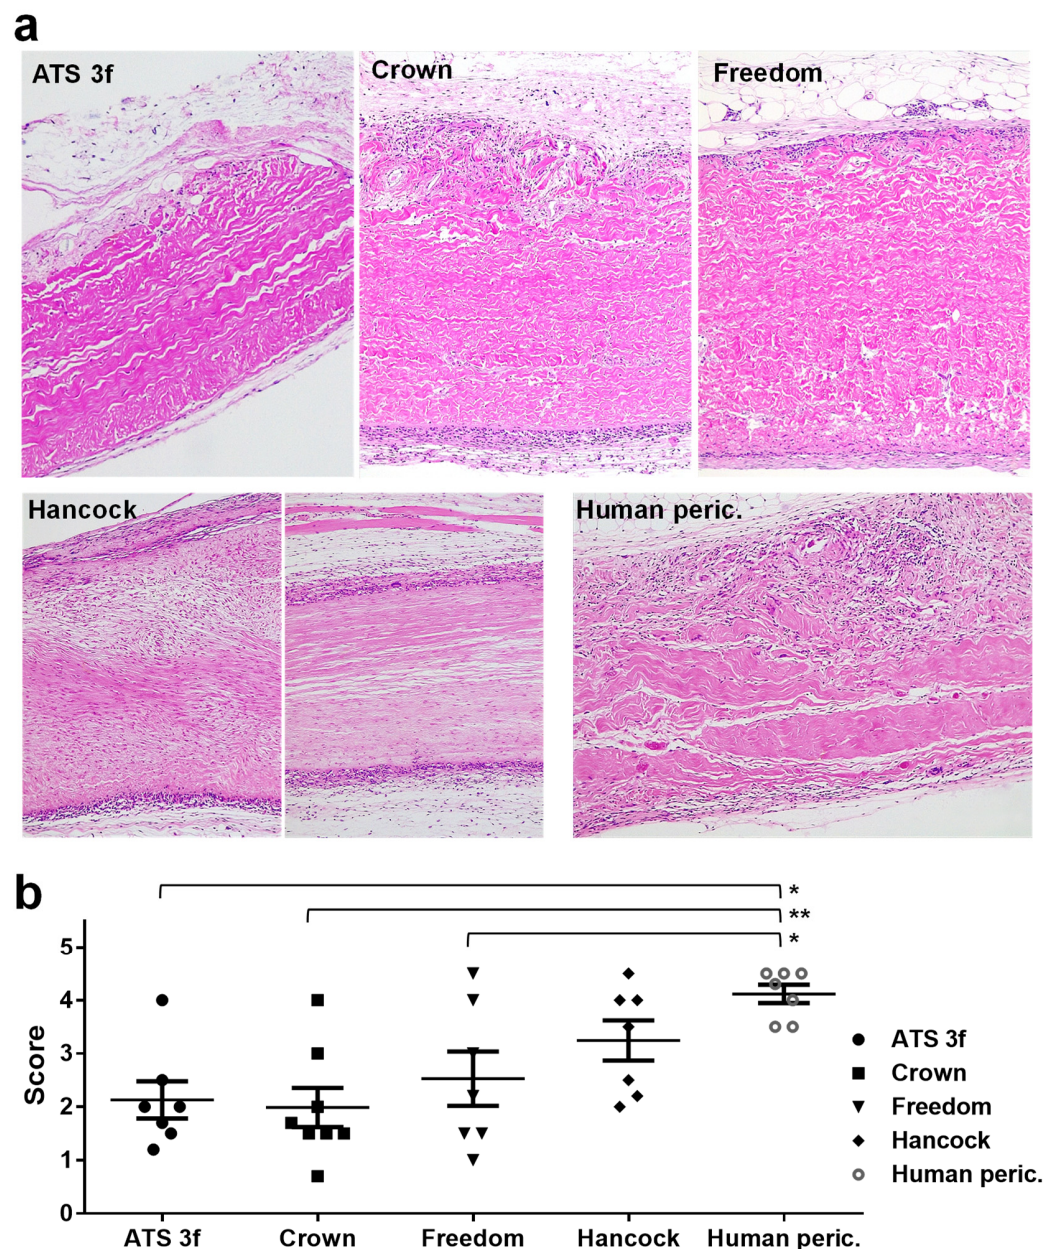 a
ATS 3f
Crown
Freedom
Hancock
Human peric.
b
*
**
*
Score
5
4
3
2
1
0
ATS 3f
Crown
Freedom
Hancock
Human peric.
ATS 3f
Crown
Freedom
Hancock
Human peric.